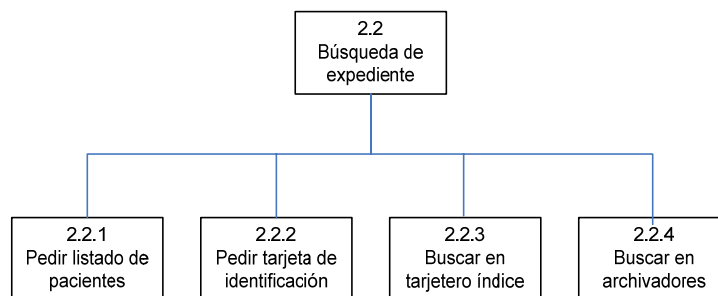 2.2
Búsqueda de
expediente
2.2.1
Pedir listado de
pacientes
2.2.2
Pedir tarjeta de
identificación
2.2.3
Buscar en
tarjetero índice
2.2.4
Buscar en
archivadores